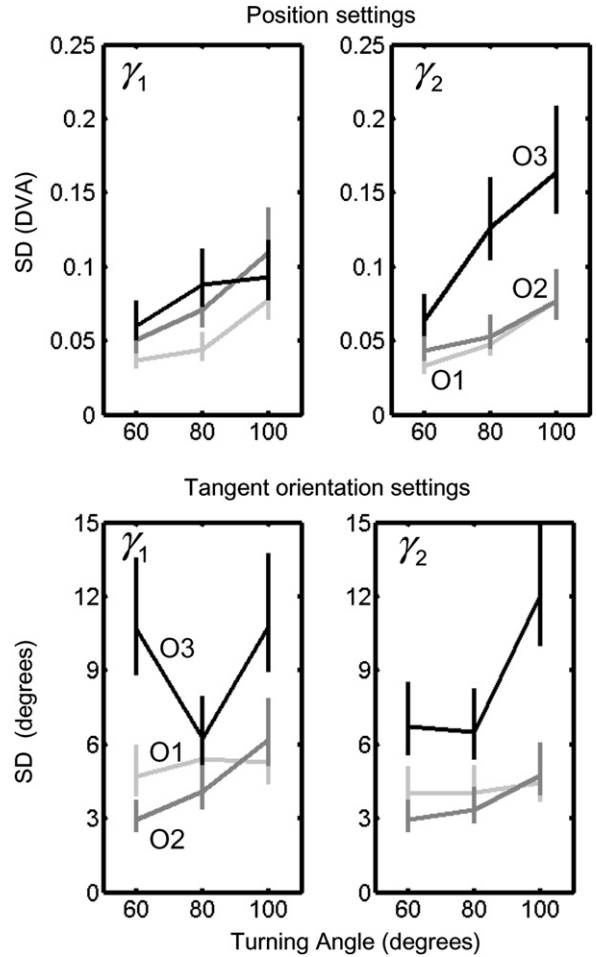 Position settings
0.25 0.25
γ1 γ2
0.2 0.2
O3
0.15 0.15
SD (DVA)
0.1 0.1
O2
0.05 0.05
O1
0 0
60 80 100 60 80 100
Tangent orientation settings
15 15
γ1 γ2
12 12
O3
9 9
SD (degrees)
6 6
O1
3 3
O2
0 0
60 80 100 60 80 100
Turning Angle (degrees)